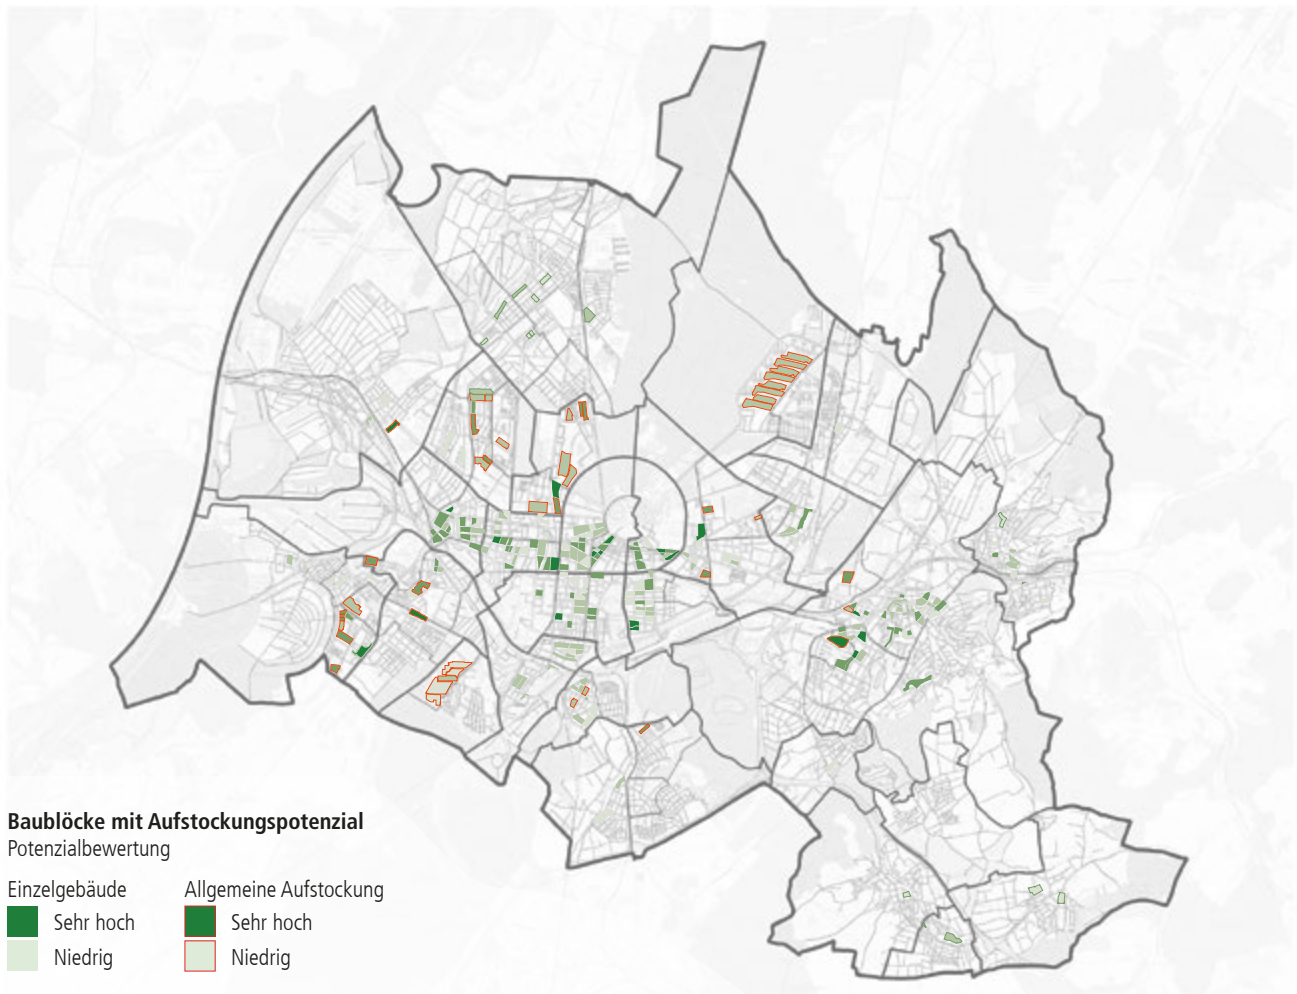 Baublöcke mit Aufstockungspotenzial
Potenzialbewertung
Einzelgebäude
Sehr hoch
Niedrig
Allgemeine Aufstockung
Sehr hoch
Niedrig